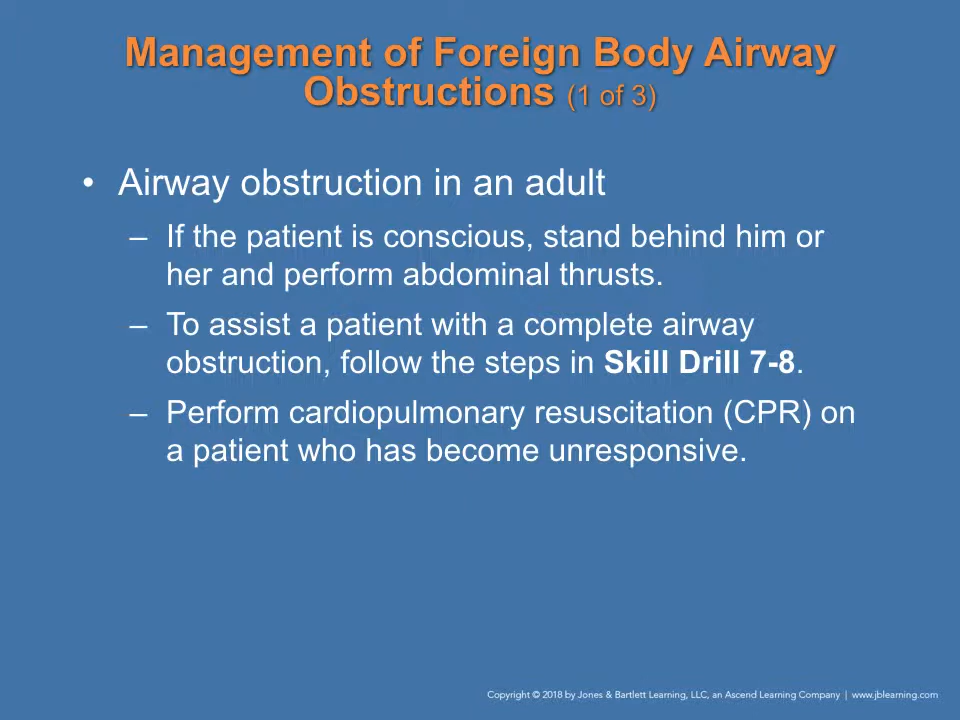 Management of Foreign Body Airway
Obstructions (1 of 3)
• Airway obstruction in an adult
– If the patient is conscious, stand behind him or
her and perform abdominal thrusts.
– To assist a patient with a complete airway
obstruction, follow the steps in Skill Drill 7-8.
– Perform cardiopulmonary resuscitation (CPR) on
a patient who has become unresponsive.
Copyright © 2018 by Jones & Bartlett Learning, LLC, an Ascend Learning Company | www.jblearning.com